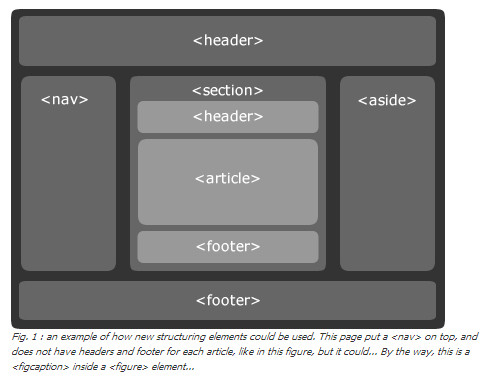 <header>
<nav>
<section>
<aside>
<header>
<article>
<footer>
<footer>
Fig. 1 : an example of how new structuring elements could be used. This page put a <nav> on top, and
does not have headers and footer for each article, like in this figure, but it could... By the way, this is a
<figcaption> inside a <figure> element...